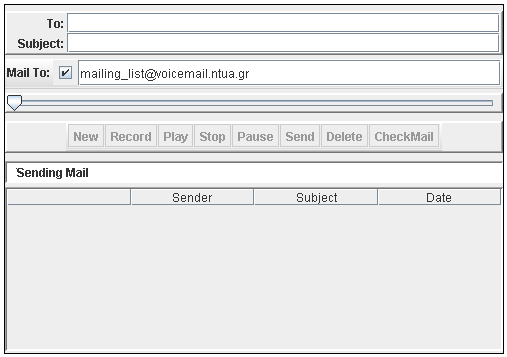 To:
Subject:
Mail To: mailing_list@voicemail.ntua.gr
New Record Play Stop Pause Send Delete CheckMail
Sending Mail
Sender Subject Date